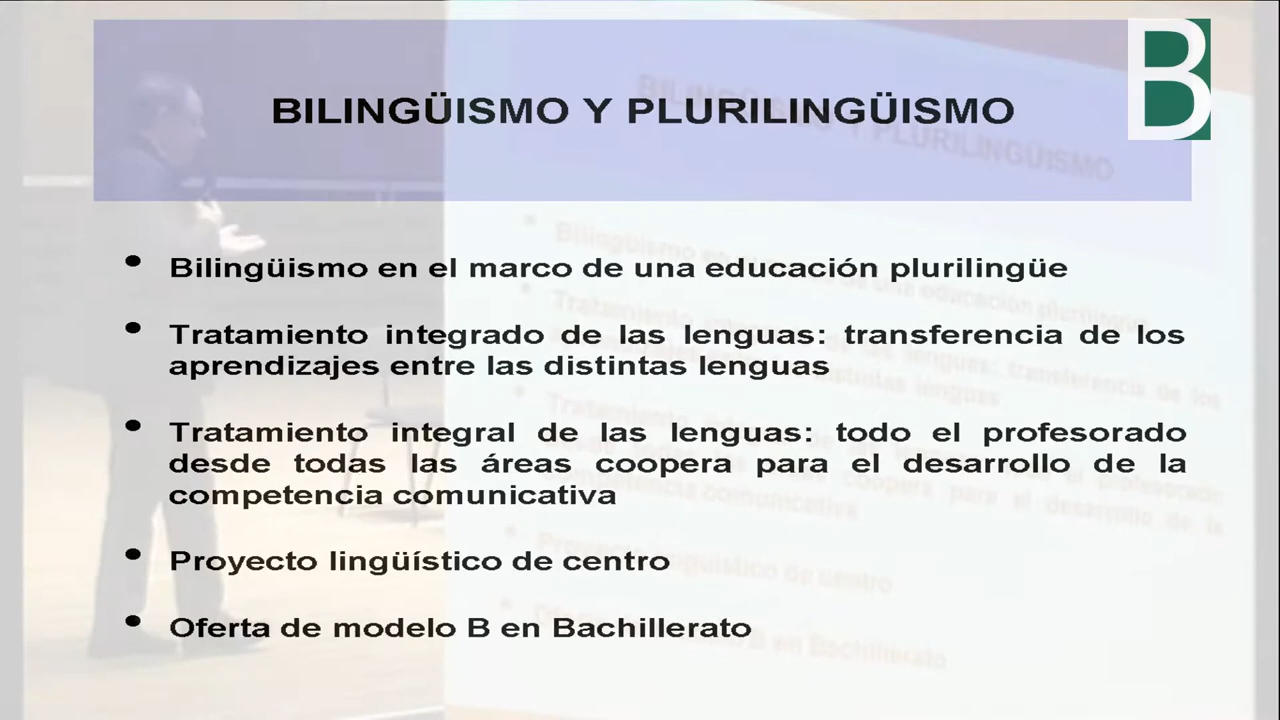 B
BILINGÜISMO Y PLURILINGÜISMO
• Bilingüismo en el marco de una educación plurilingüe
• Tratamiento integrado de las lenguas: transferencia de los
aprendizajes entre las distintas lenguas
• Tratamiento integral de las lenguas: todo el profesorado
desde todas las áreas coopera para el desarrollo de la
competencia comunicativa
• Proyecto lingüístico de centro
• Oferta de modelo B en Bachillerato